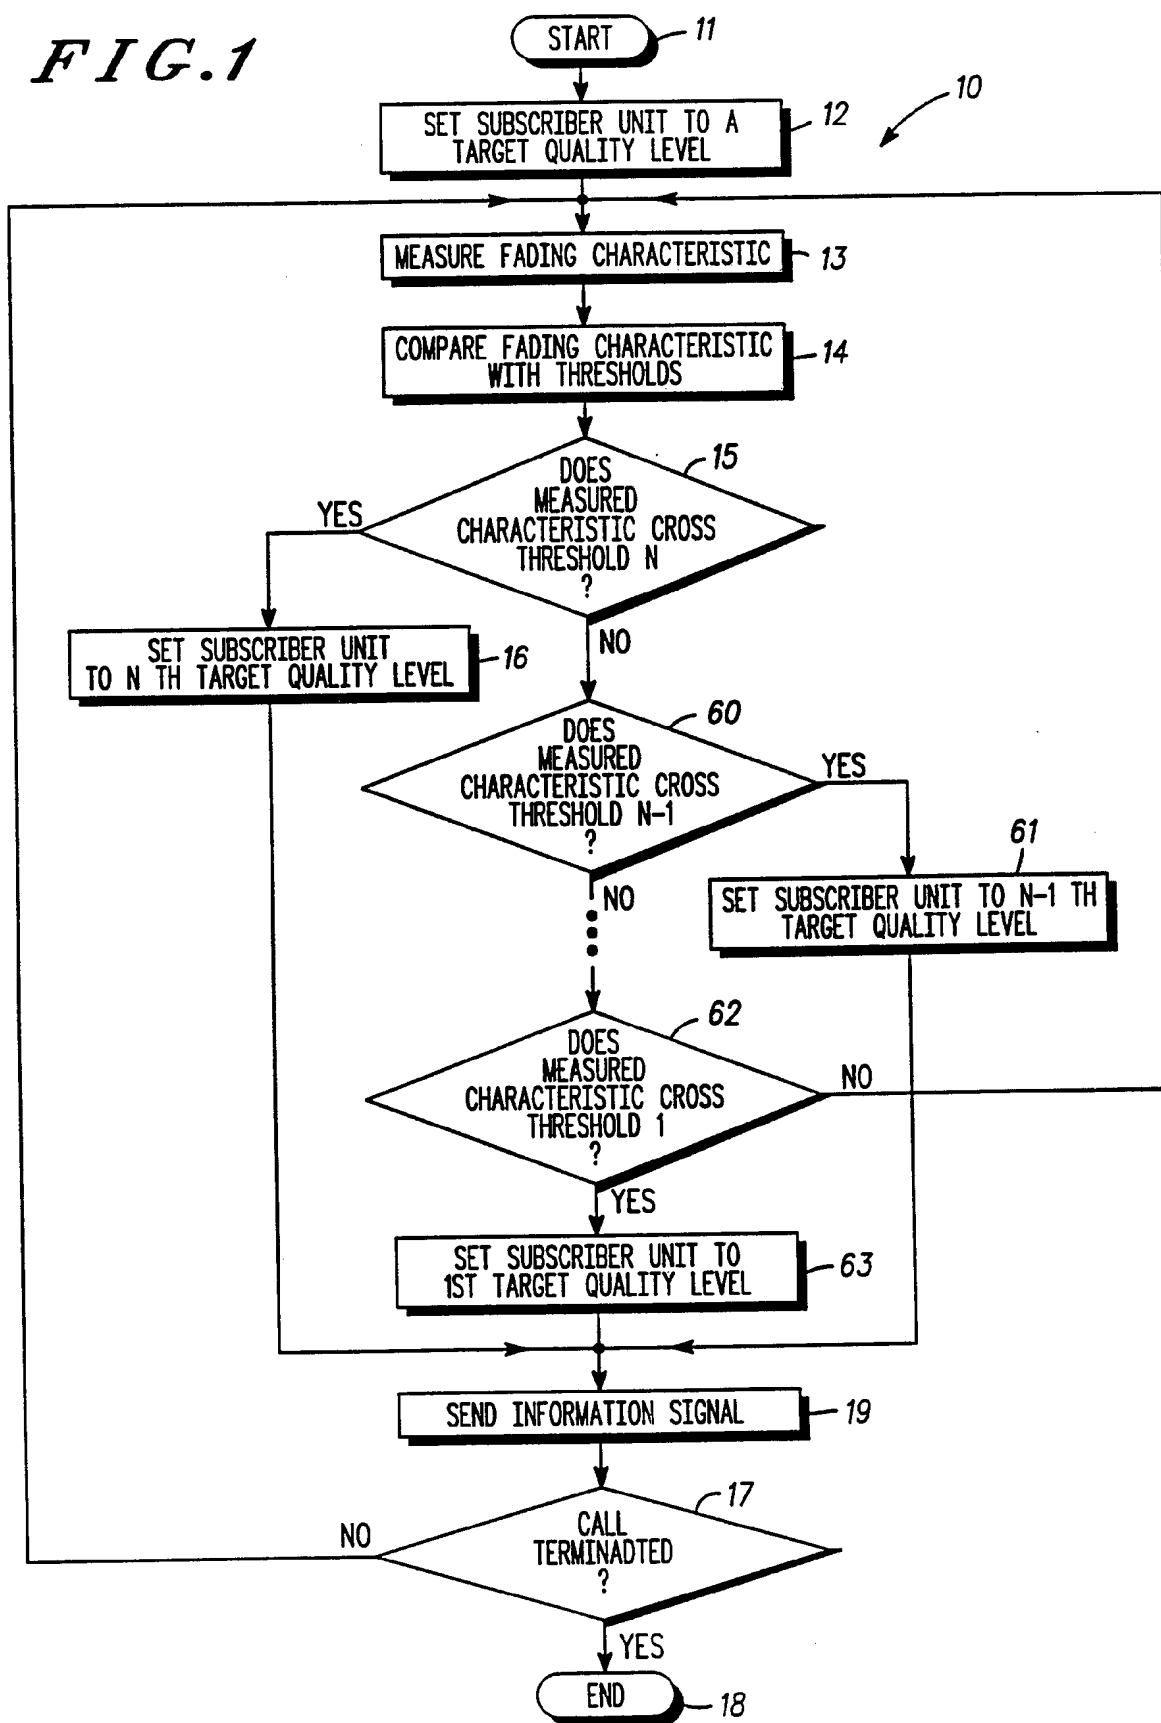 FIG.1
START
11
10
SET SUBSCRIBER UNIT TO A
TARGET QUALITY LEVEL
12
MEASURE FADING CHARACTERISTIC
13
COMPARE FADING CHARACTERISTIC
WITH THRESHOLDS
14
DOES
MEASURED
CHARACTERISTIC CROSS
THRESHOLD N
?
15
YES
NO
SET SUBSCRIBER UNIT
TO N TH TARGET QUALITY LEVEL
16
DOES
MEASURED
CHARACTERISTIC CROSS
THRESHOLD N-1
?
60
YES
NO
61
SET SUBSCRIBER UNIT TO N-1 TH
TARGET QUALITY LEVEL
DOES
MEASURED
CHARACTERISTIC CROSS
THRESHOLD 1
?
62
NO
YES
SET SUBSCRIBER UNIT TO
1ST TARGET QUALITY LEVEL
63
SEND INFORMATION SIGNAL
19
CALL
TERMINADTED
?
17
NO
YES
END
18